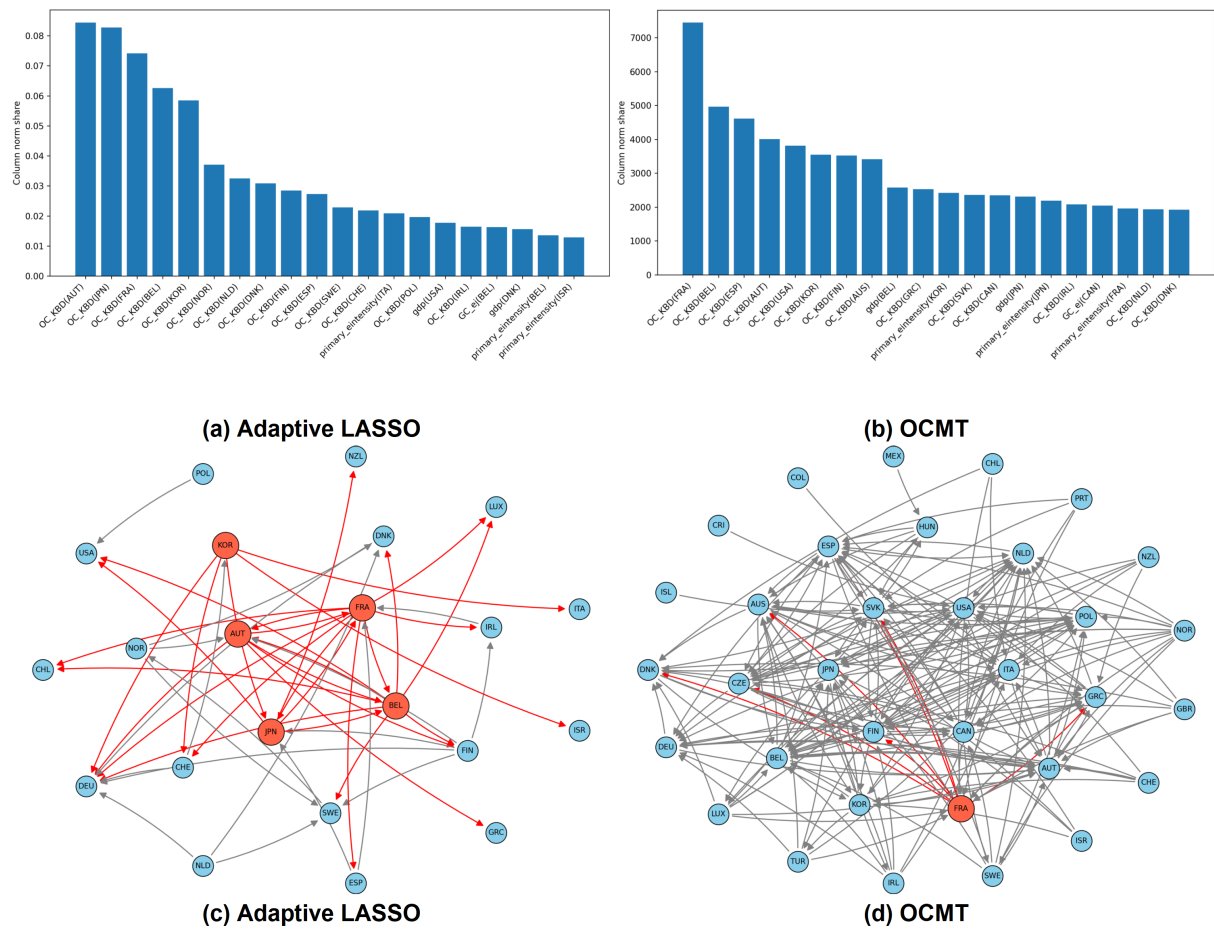 0.08
0.07
0.06
0.05
0.04
0.03
0.02
0.01
0.00
Column norm share
OC_KBD(AUT)
OC_KBD(JPN)
OC_KBD(FRA)
OC_KBD(BEL)
OC_KBD(KOR)
OC_KBD(NOR)
OC_KBD(NLD)
OC_KBD(DNK)
OC_KBD(FIN)
OC_KBD(ESP)
OC_KBD(SWE)
OC_KBD(CHE)
primary_eintensity(ITA)
OC_KBD(POL)
gdp(USA)
OC_KBD(IRL)
GC_ej(BEL)
gdp(DNK)
primary_eintensity(BEL)
primary_eintensity(ISR)
(a) Adaptive LASSO
7000
6000
5000
4000
3000
2000
1000
0
Column norm share
OC_KBD(FRA)
OC_KBD(BEL)
OC_KBD(ESP)
OC_KBD(AUT)
OC_KBD(USA)
OC_KBD(KOR)
OC_KBD(FIN)
OC_KBD(AUS)
gdp(BEL)
OC_KBD(GRC)
primary_eintensity(KOR)
OC_KBD(SVK)
OC_KBD(CAN)
gdp(JPN)
primary_eintensity(JPN)
OC_KBD(IRL)
GC_ej(CAN)
primary_eintensity(FRA)
OC_KBD(NLD)
OC_KBD(DNK)
(b) OCMT
NZL
POL
LUX
DNK
KOR
USA
FRA
ITA
IRL
AUT
NOR
CHL
BEL
ISR
JPN
FIN
CHE
DEU
SWE
GRC
NLD
ESP
(c) Adaptive LASSO
MEX
CHL
COL
PRT
CRI
HUN
ESP
NLD
NZL
ISL
AUS
SVK
USA
POL
NOR
DNK
CZE
JPN
ITA
GRC
GBR
DEU
BEL
FIN
CAN
AUT
CHE
LUX
KOR
FRA
ISR
TUR
IRL
SWE
(d) OCMT